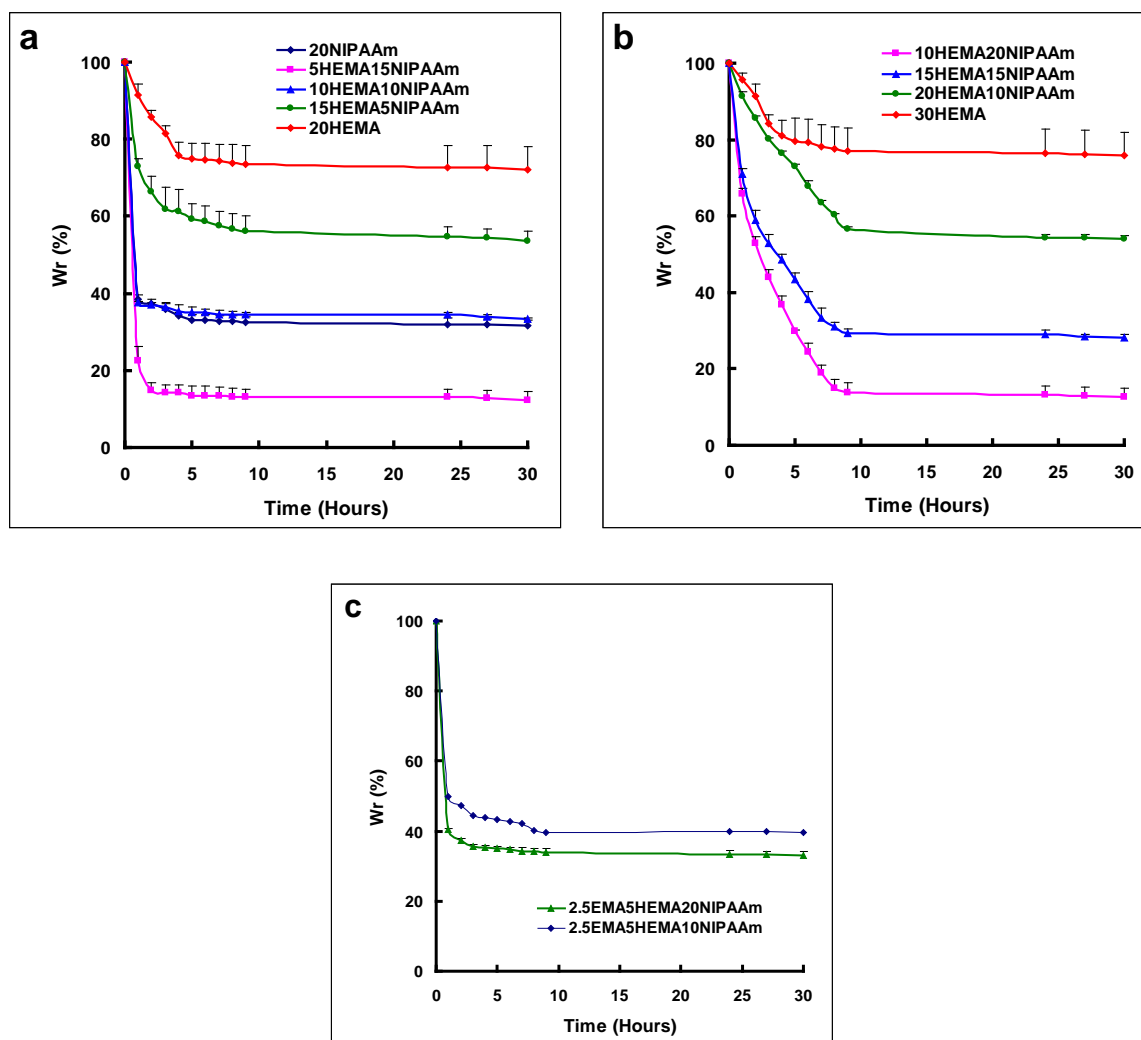 a
20NIPAAm
5HEMA15NIPAAm
10HEMA10NIPAAm
15HEMA5NIPAAm
20HEMA
100
80
60
40
20
0
Wr (%)
0 5 10 15 20 25 30
Time (Hours)
b
10HEMA20NIPAAm
15HEMA15NIPAAm
20HEMA10NIPAAm
30HEMA
100
80
60
40
20
0
Wr (%)
0 5 10 15 20 25 30
Time (Hours)
c
100
80
60
40
20
0
Wr (%)
2.5EMA5HEMA20NIPAAm
2.5EMA5HEMA10NIPAAm
0 5 10 15 20 25 30
Time (Hours)